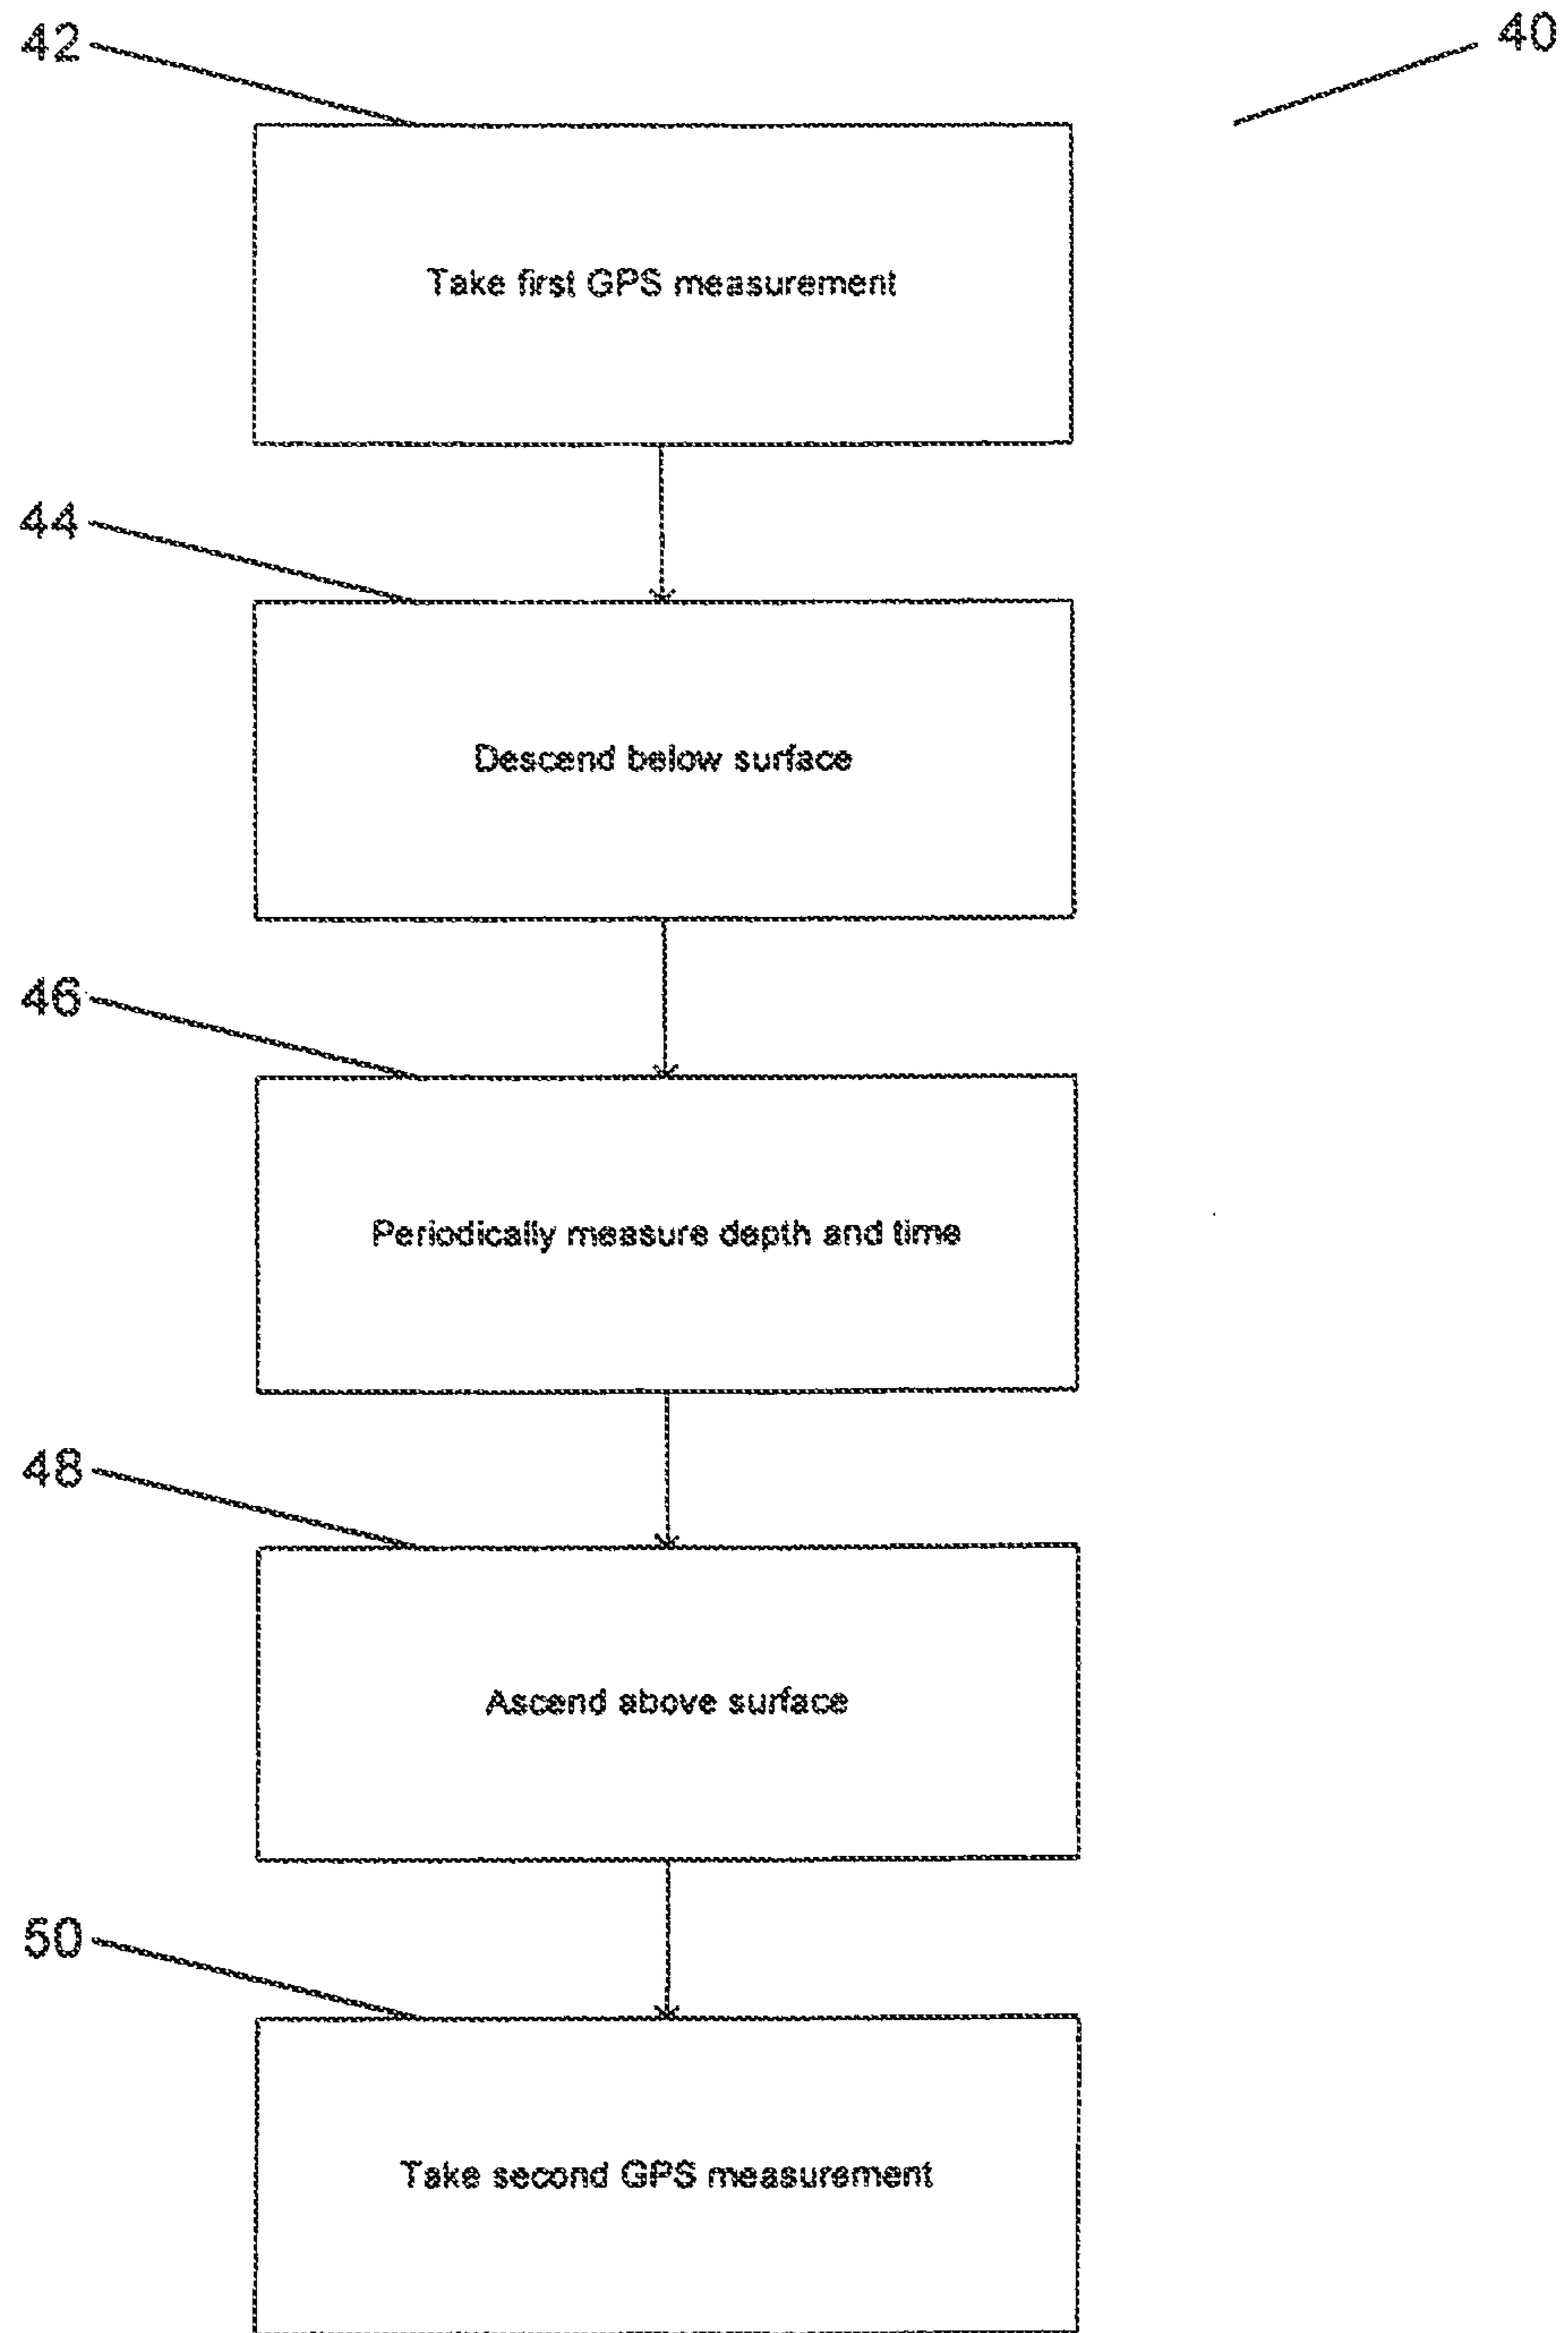 42
40
Take first GPS measurement
44
Descend below surface
46
Periodically measure depth and time
48
Ascend above surface
50
Take second GPS measurement